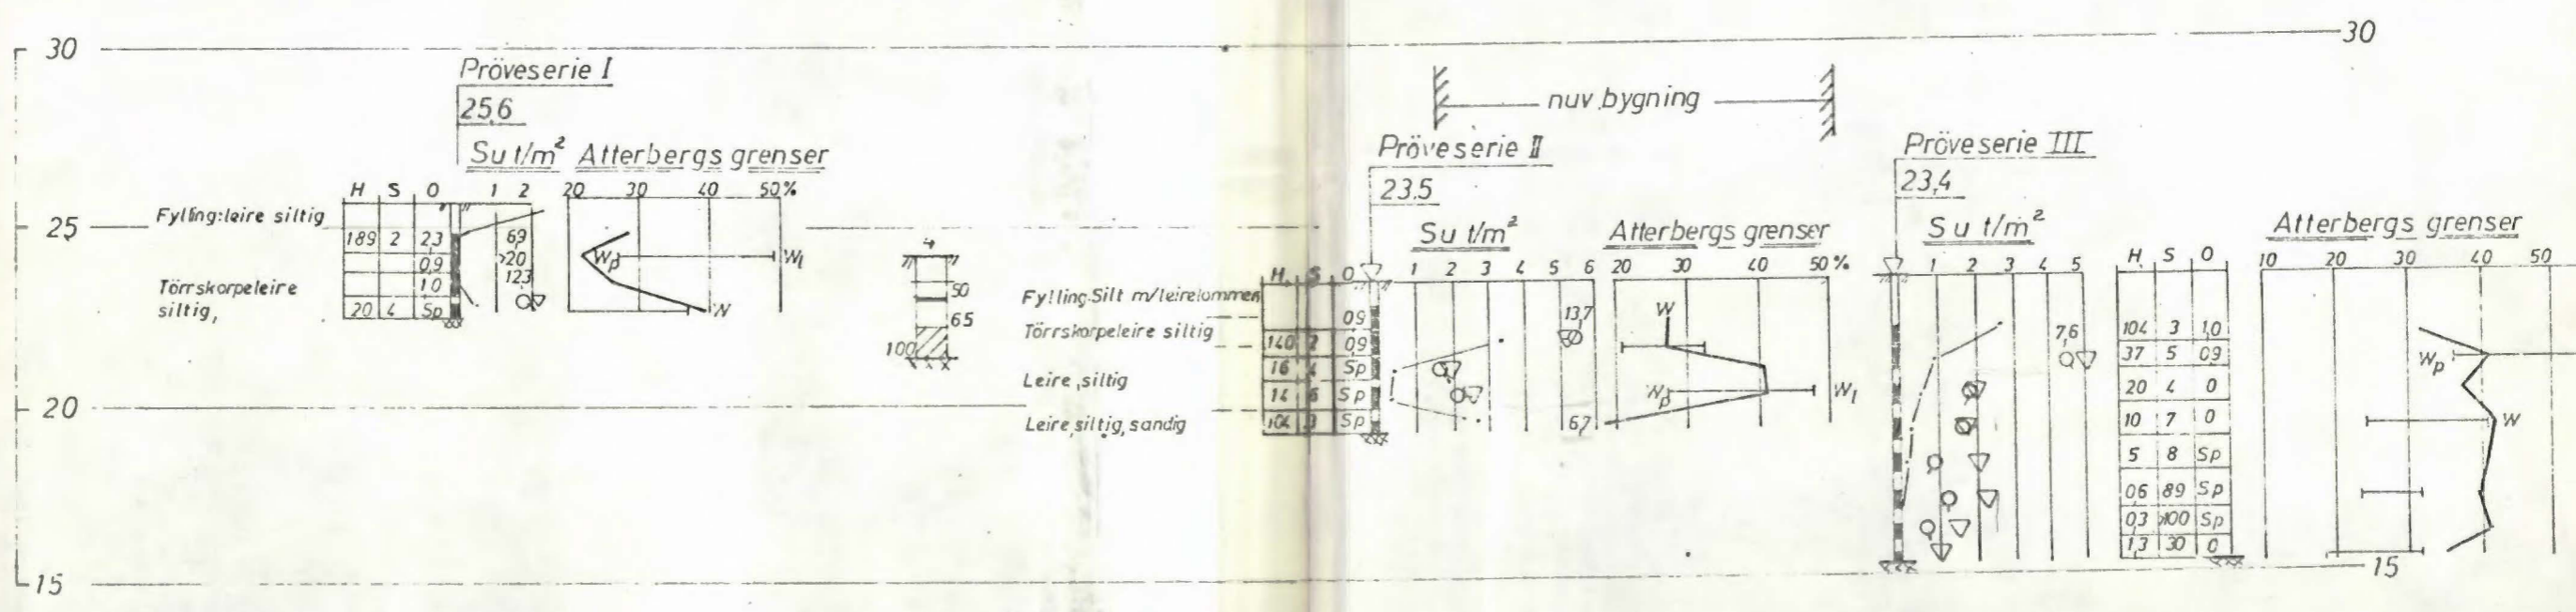 30
30
Pröveserie I
25,6
Su t/m² Atterbergs grenser
H S O 1 2 20 30 40 50%
Fylling: leire siltig
25
189 2 2,3 6,9
0,9 >20
1,0 12,3
20 4 Sp
Wp Wl
W
Törrskorpeleire
siltig,
4
50
65
100
nuv. bygning
Pröveserie II
23,5
Su t/m² Atterbergs grenser
H S O 1 2 3 4 5 6 20 30 40 50%
Fylling: Silt m/leirelommer
Törrskorpeleire siltig
Leire, siltig
Leire, siltig, sandig
0,9 13,7
140 2 0,9
16 4 Sp
14 6 Sp
104 3 Sp 6,7
W
Wp Wl
Pröveserie III
23,4
Su t/m² Atterbergs grenser
1 2 3 4 5 H S O 10 20 30 40 50
7,6 104 3 1,0
37 5 0,9 Wp
20 4 0
10 7 0 W
5 8 Sp
0,6 89 Sp
0,3 >100 Sp
1,3 30 0
20
15
15